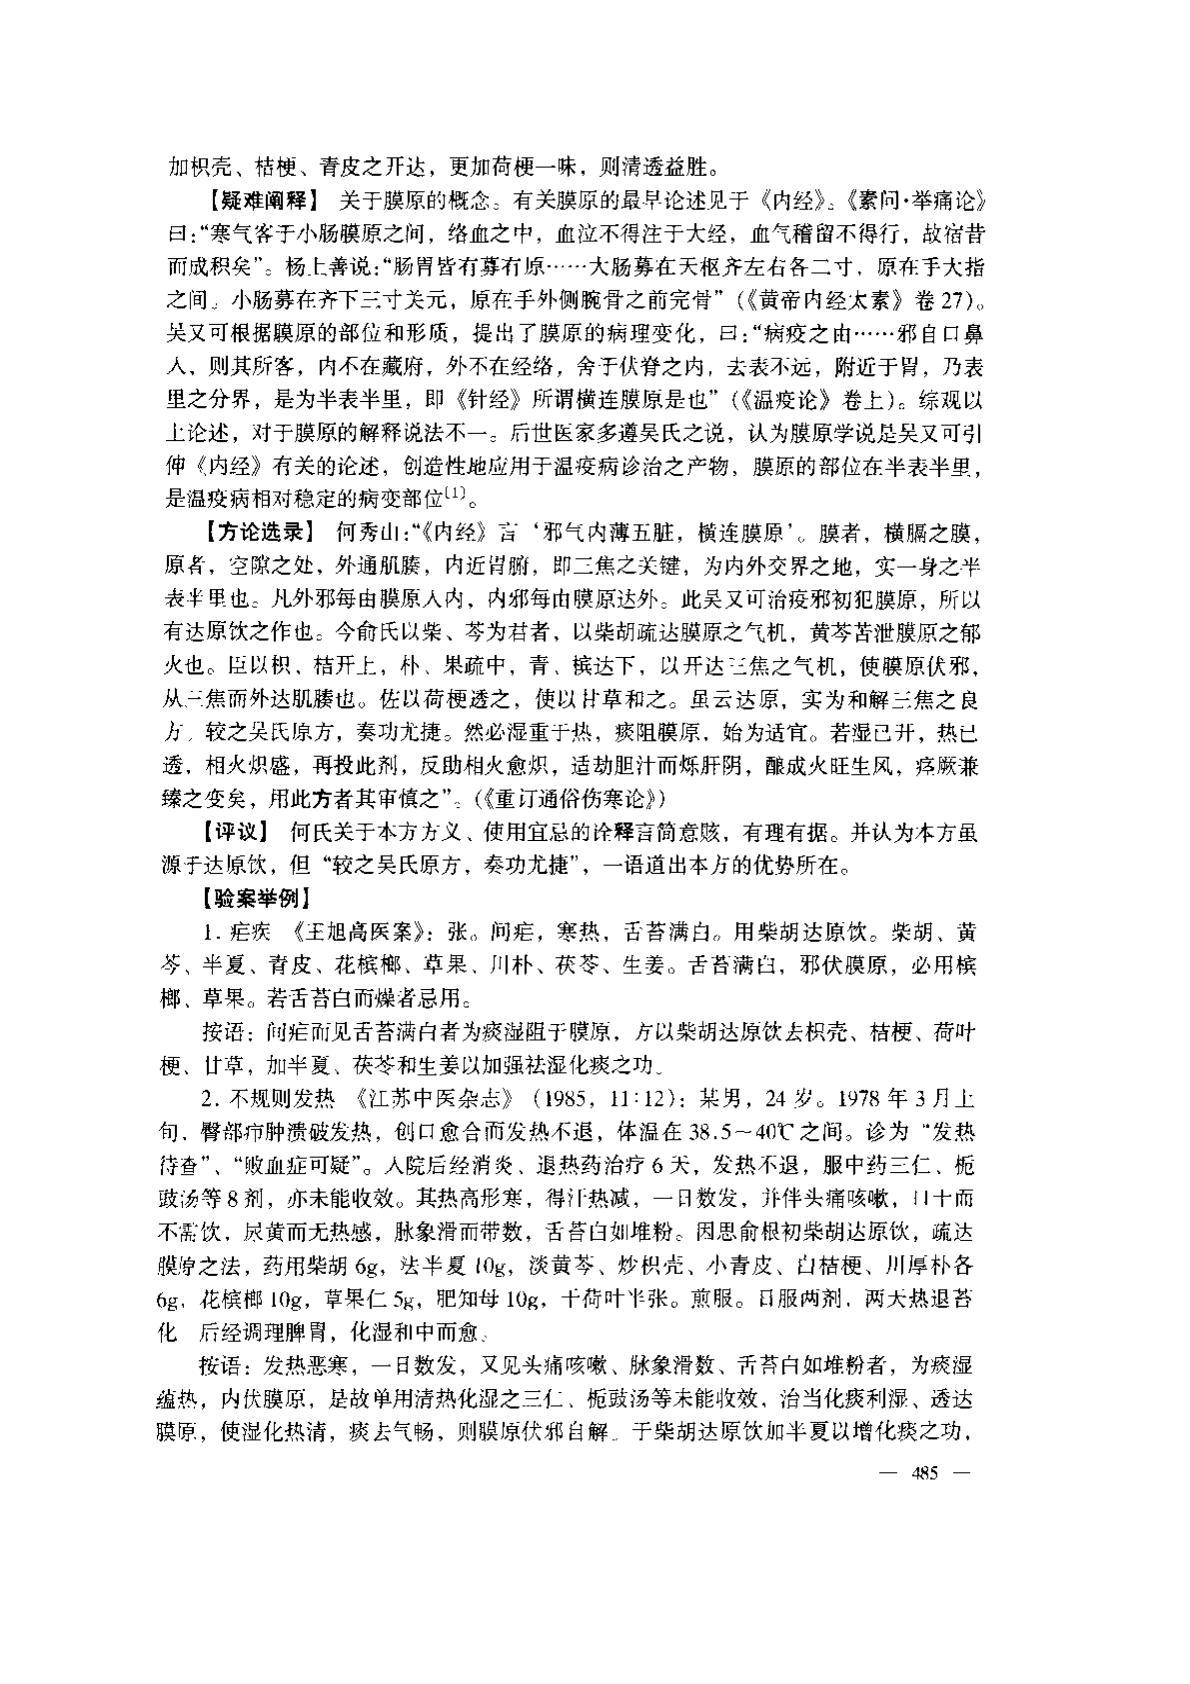 加枳壳、桔梗、青皮之开达，更加荷梗一味，则清透益胜。
【疑难阐释】 关于膜原的概念。有关膜原的最早论述见于《内经》。《素问·举痛论》
曰：“寒气客于小肠膜原之间，络血之中，血泣不得注于大经，血气稽留不得行，故宿昔
而成积矣”。杨上善说：“肠胃皆有募有原……大肠募在天枢齐左右各二寸，原在手大指
之间。小肠募在齐下三寸关元，原在手外侧腕骨之前完骨”（《黄帝内经太素》卷 27）。
吴又可根据膜原的部位和形质，提出了膜原的病理变化，曰：“病疫之由……邪自口鼻
入，则其所客，内不在藏府，外不在经络，舍于伏脊之内，去表不远，附近于胃，乃表
里之分界，是为半表半里，即《针经》所谓横连膜原是也”（《温疫论》卷上）。综观以
上论述，对于膜原的解释说法不一。后世医家多遵吴氏之说，认为膜原学说是吴又可引
伸《内经》有关的论述，创造性地应用于温疫病诊治之产物，膜原的部位在半表半里，
是温疫病相对稳定的病变部位[1]。
【方论选录】 何秀山：“《内经》言‘邪气内薄五脏，横连膜原’。膜者，横膈之膜，
原者，空隙之处，外通肌腠，内近胃腑，即三焦之关键，为内外交界之地，实一身之半
表半里也。凡外邪每由膜原入内，内邪每由膜原达外。此吴又可治疫邪初犯膜原，所以
有达原饮之作也。今俞氏以柴、芩为君者，以柴胡疏达膜原之气机，黄芩苦泄膜原之郁
火也。臣以枳、桔开上，朴、果疏中，青、槟达下，以开达三焦之气机，使膜原伏邪，
从三焦而外达肌腠也。佐以荷梗透之，使以甘草和之。虽云达原，实为和解三焦之良
方，较之吴氏原方，奏功尤捷。然必湿重于热，痰阻膜原，始为适宜。若湿已开，热已
透，相火炽盛，再投此剂，反助相火愈炽，适劫胆汁而烁肝阴，酿成火旺生风，痉厥兼
臻之变矣，用此方者其审慎之”。（《重订通俗伤寒论》）
【评议】 何氏关于本方方义、使用宜忌的诠释言简意赅，有理有据。并认为本方虽
源于达原饮，但“较之吴氏原方，奏功尤捷”，一语道出本方的优势所在。
【验案举例】
1. 疟疾 《王旭高医案》：张。间疟，寒热，舌苔满白。用柴胡达原饮。柴胡、黄
芩、半夏、青皮、花槟榔、草果、川朴、茯苓、生姜。舌苔满白，邪伏膜原，必用槟
榔、草果。若舌苔白而燥者忌用。
按语：间疟而见舌苔满白者为痰湿阻于膜原，方以柴胡达原饮去枳壳、桔梗、荷叶
梗、甘草，加半夏、茯苓和生姜以加强祛湿化痰之功。
2. 不规则发热 《江苏中医杂志》（1985，11∶12）：某男，24 岁。1978 年 3 月上
旬，臀部疖肿溃破发热，创口愈合而发热不退，体温在 38.5～40℃之间。诊为“发热
待查”、“败血症可疑”。入院后经消炎、退热药治疗 6 天，发热不退，服中药三仁、栀
豉汤等 8 剂，亦未能收效。其热高形寒，得汗热减，一日数发，并伴头痛咳嗽，口干而
不需饮，尿黄而无热感，脉象滑而带数，舌苔白如堆粉。因思俞根初柴胡达原饮，疏达
膜原之法，药用柴胡 6g，法半夏 10g，淡黄芩、炒枳壳、小青皮、白桔梗、川厚朴各
6g，花槟榔 10g，草果仁 5g，肥知母 10g，干荷叶半张。煎服。日服两剂，两天热退苔
化 后经调理脾胃，化湿和中而愈。
按语：发热恶寒，一日数发，又见头痛咳嗽、脉象滑数、舌苔白如堆粉者，为痰湿
蕴热，内伏膜原，是故单用清热化湿之三仁、栀豉汤等未能收效，治当化痰利湿、透达
膜原，使湿化热清，痰去气畅，则膜原伏邪自解。于柴胡达原饮加半夏以增化痰之功，
— 485 —